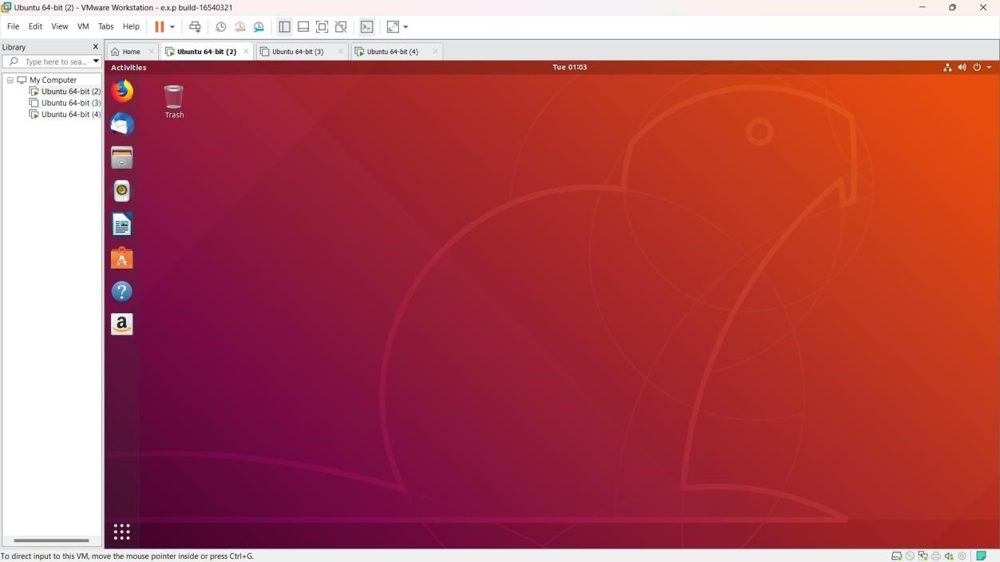 Ubuntu 64-bit (2) - VMware Workstation - e.x.p build-16540321
File Edit View VM Tabs Help
Library
Type here to sea...
My Computer
Ubuntu 64-bit (2)
Ubuntu 64-bit (3)
Ubuntu 64-bit (4)
Home Ubuntu 64-bit (2) Ubuntu 64-bit (3) Ubuntu 64-bit (4)
Activities Tue 01:03
Trash
To direct input to this VM, move the mouse pointer inside or press Ctrl+G.